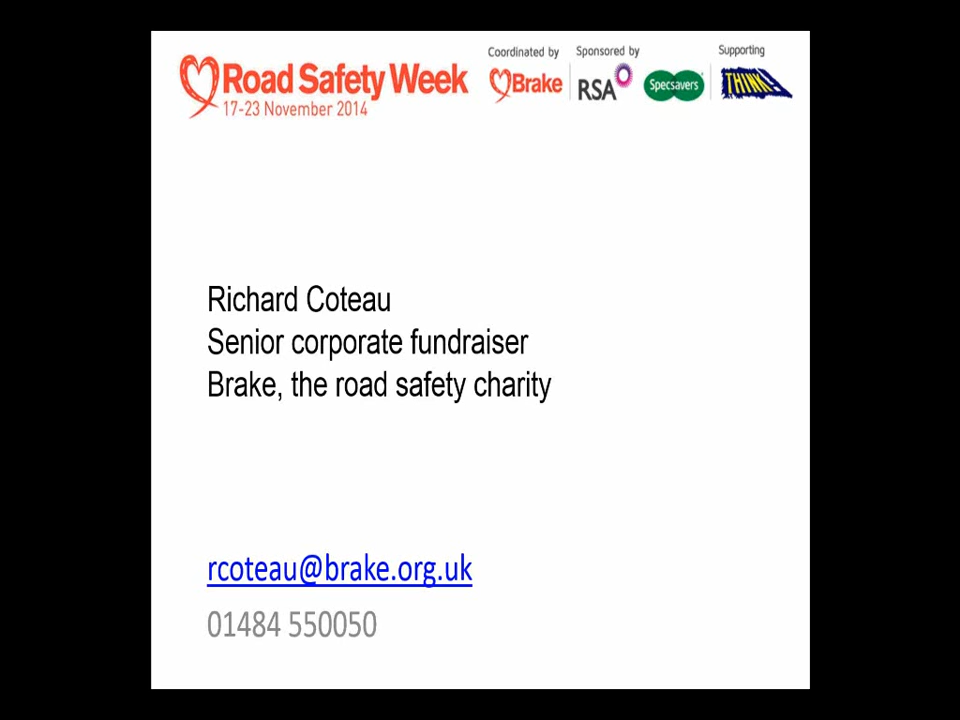 Coordinated by
Sponsored by
Supporting
Road Safety Week
17-23 November 2014
Brake
RSA
Specsavers
THINK!
Richard Coteau
Senior corporate fundraiser
Brake, the road safety charity
rcoteau@brake.org.uk
01484 550050